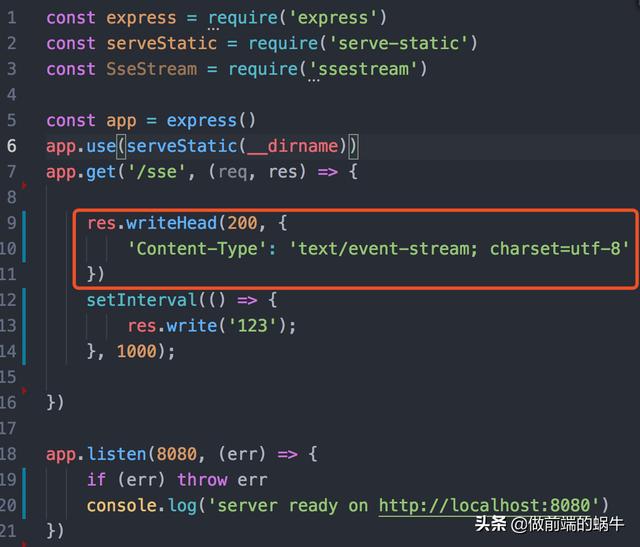 1 const express = require('express')
2 const serveStatic = require('serve-static')
3 const SseStream = require('ssestream')
4
5 const app = express()
6 app.use(serveStatic(__dirname))
7 app.get('/sse', (req, res) => {
8
9     res.writeHead(200, {
10         'Content-Type': 'text/event-stream; charset=utf-8'
11     })
12     setInterval(() => {
13         res.write('123');
14     }, 1000);
15
16 })
17
18 app.listen(8080, (err) => {
19     if (err) throw err
20     console.log('server ready on http://localhost:8080')
21 })
头条 @做前端的蜗牛